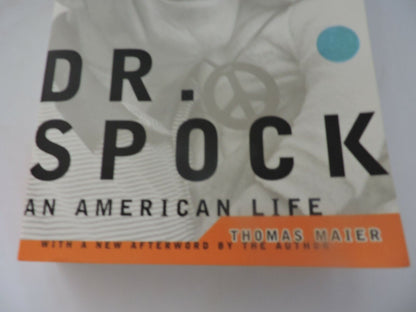 DR.
SPOCK
AN AMERICAN LIFE
THOMAS MAIER
WITH A NEW AFTERWORD BY THE AUTHOR